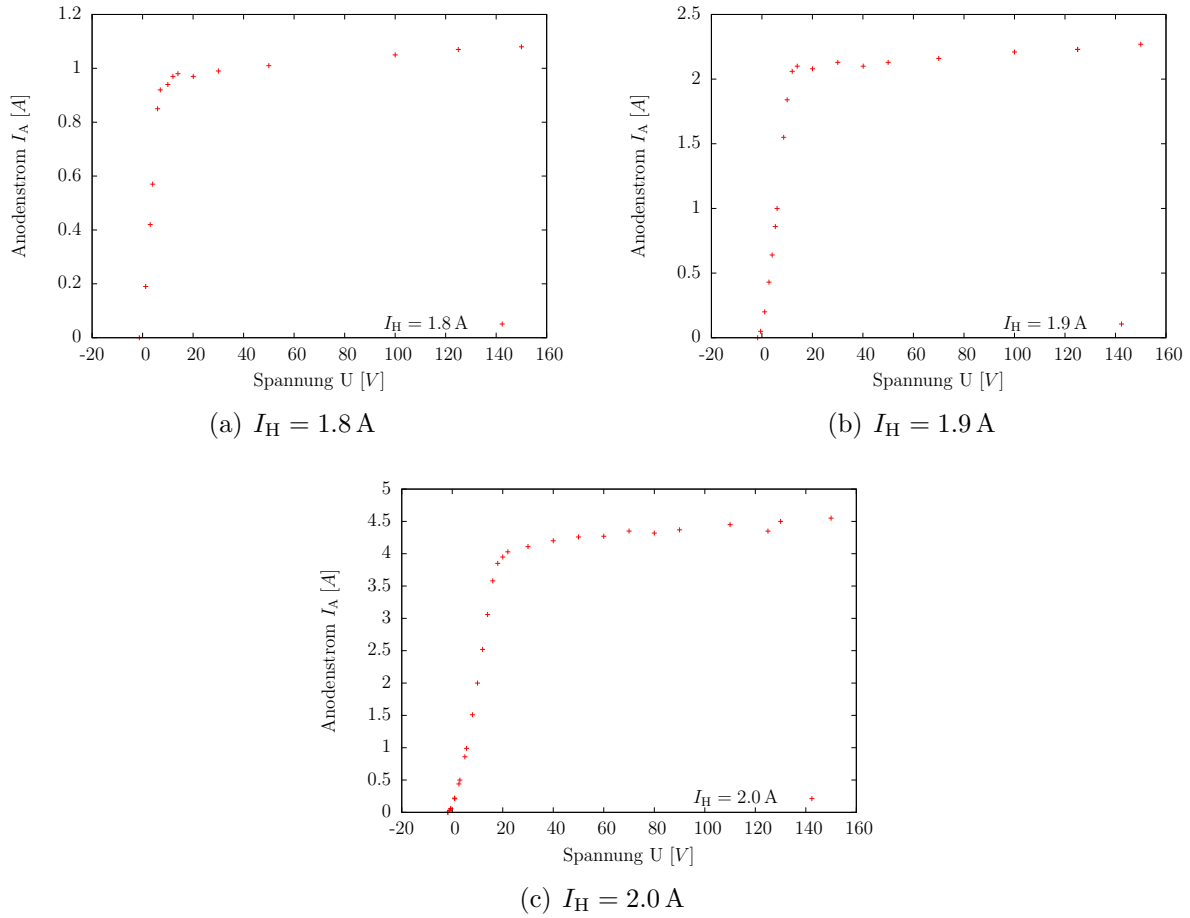 1.2
1
0.8
0.6
0.4
0.2
0
-20 0 20 40 60 80 100 120 140 160
Anodenstrom I_A [A]
Spannung U [V]
I_H = 1.8 A
(a) I_H = 1.8 A
2.5
2
1.5
1
0.5
0
-20 0 20 40 60 80 100 120 140 160
Anodenstrom I_A [A]
Spannung U [V]
I_H = 1.9 A
(b) I_H = 1.9 A
5
4.5
4
3.5
3
2.5
2
1.5
1
0.5
0
-20 0 20 40 60 80 100 120 140 160
Anodenstrom I_A [A]
Spannung U [V]
I_H = 2.0 A
(c) I_H = 2.0 A